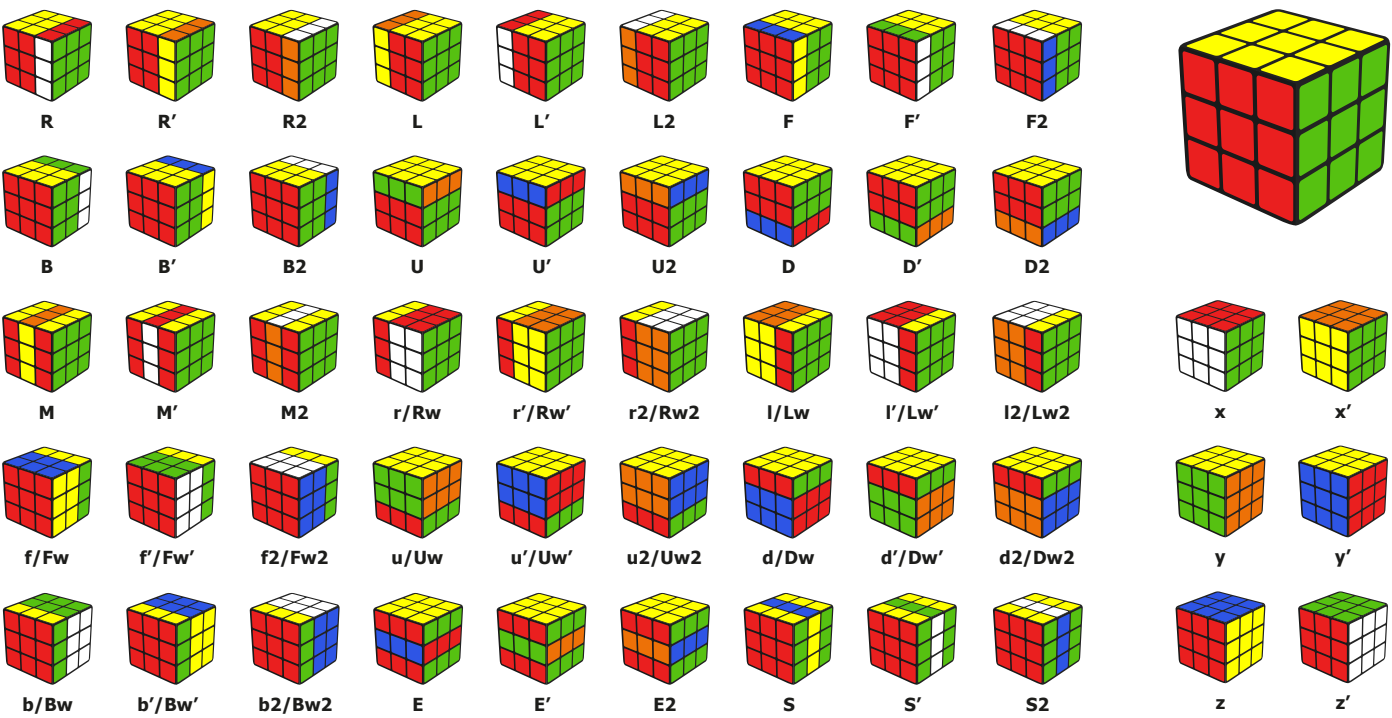 R R′ R2 L L′ L2 F F′ F2
B B′ B2 U U′ U2 D D′ D2
M M′ M2 r/Rw r′/Rw′ r2/Rw2 l/Lw l′/Lw′ l2/Lw2 x x′
f/Fw f′/Fw′ f2/Fw2 u/Uw u′/Uw′ u2/Uw2 d/Dw d′/Dw′ d2/Dw2 y y′
b/Bw b′/Bw′ b2/Bw2 E E′ E2 S S′ S2 z z′